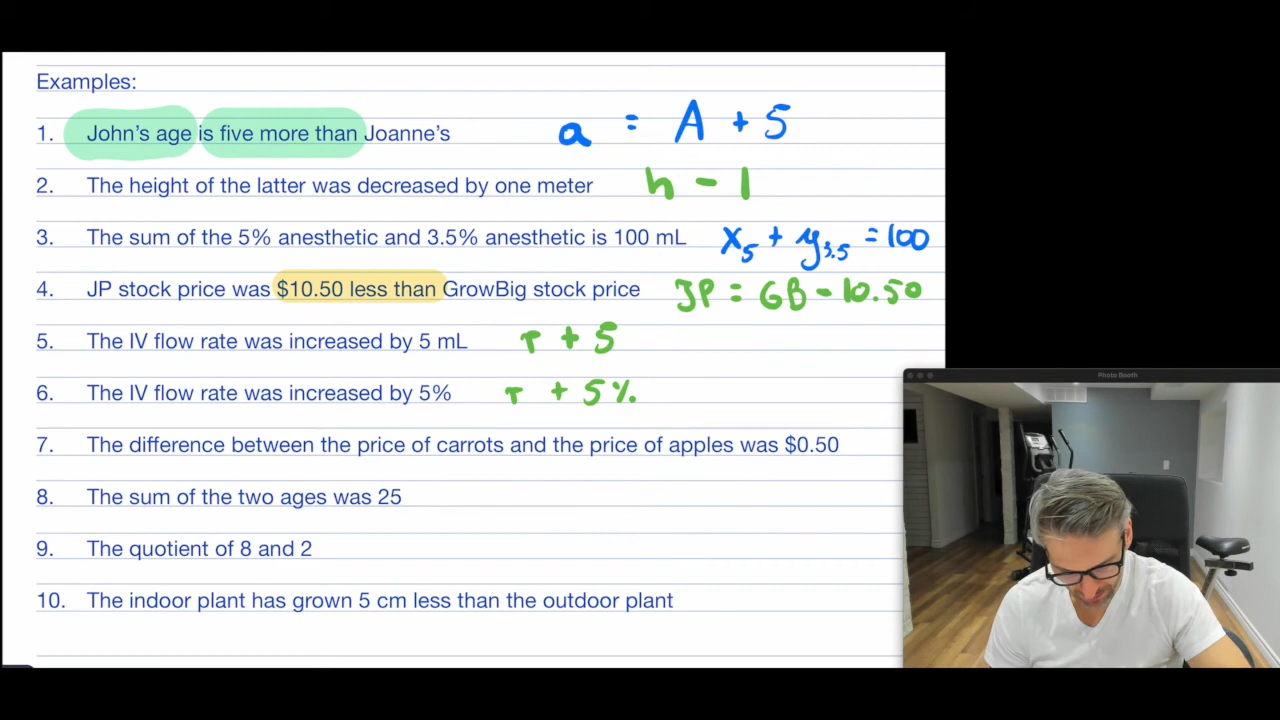 Examples:
1. John's age is five more than Joanne's a = A + 5
2. The height of the latter was decreased by one meter h - 1
3. The sum of the 5% anesthetic and 3.5% anesthetic is 100 mL x5 + y3.5 = 100
4. JP stock price was $10.50 less than GrowBig stock price JP = GB - 10.50
5. The IV flow rate was increased by 5 mL r + 5
Photo Booth
6. The IV flow rate was increased by 5% r + 5%
7. The difference between the price of carrots and the price of apples was $0.50
8. The sum of the two ages was 25
9. The quotient of 8 and 2
10. The indoor plant has grown 5 cm less than the outdoor plant